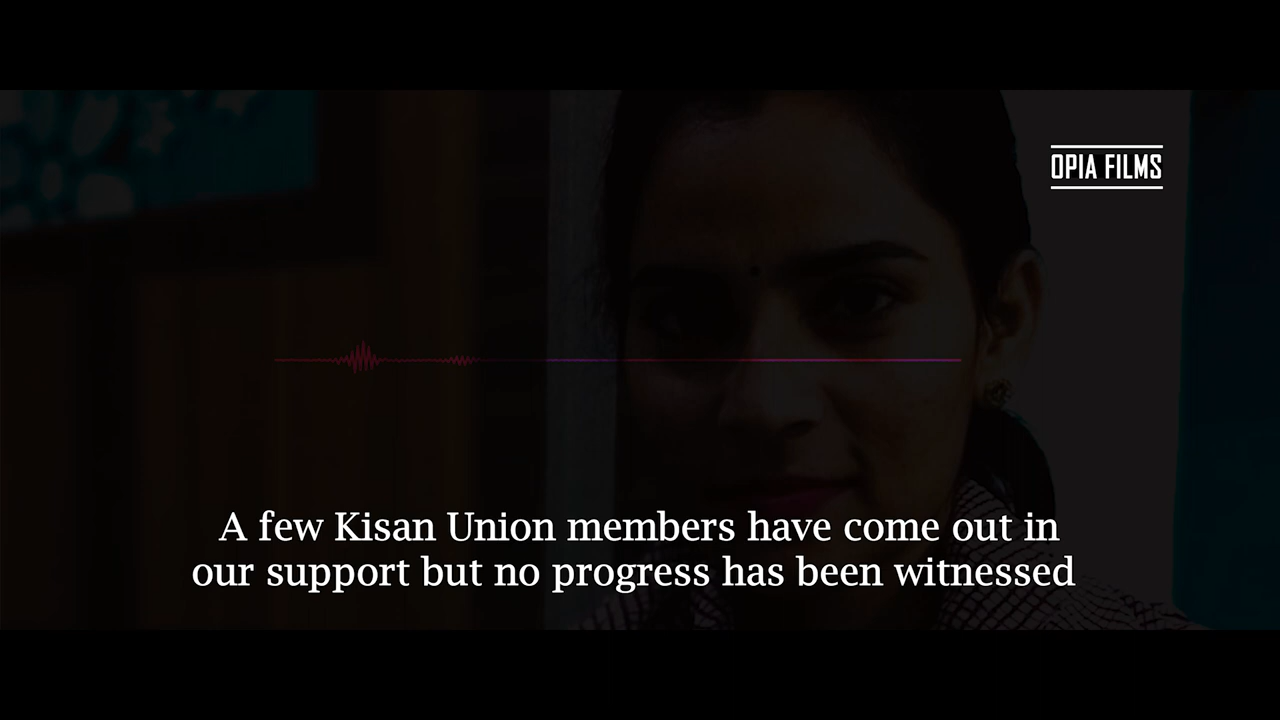 OPIA FILMS
A few Kisan Union members have come out in
our support but no progress has been witnessed